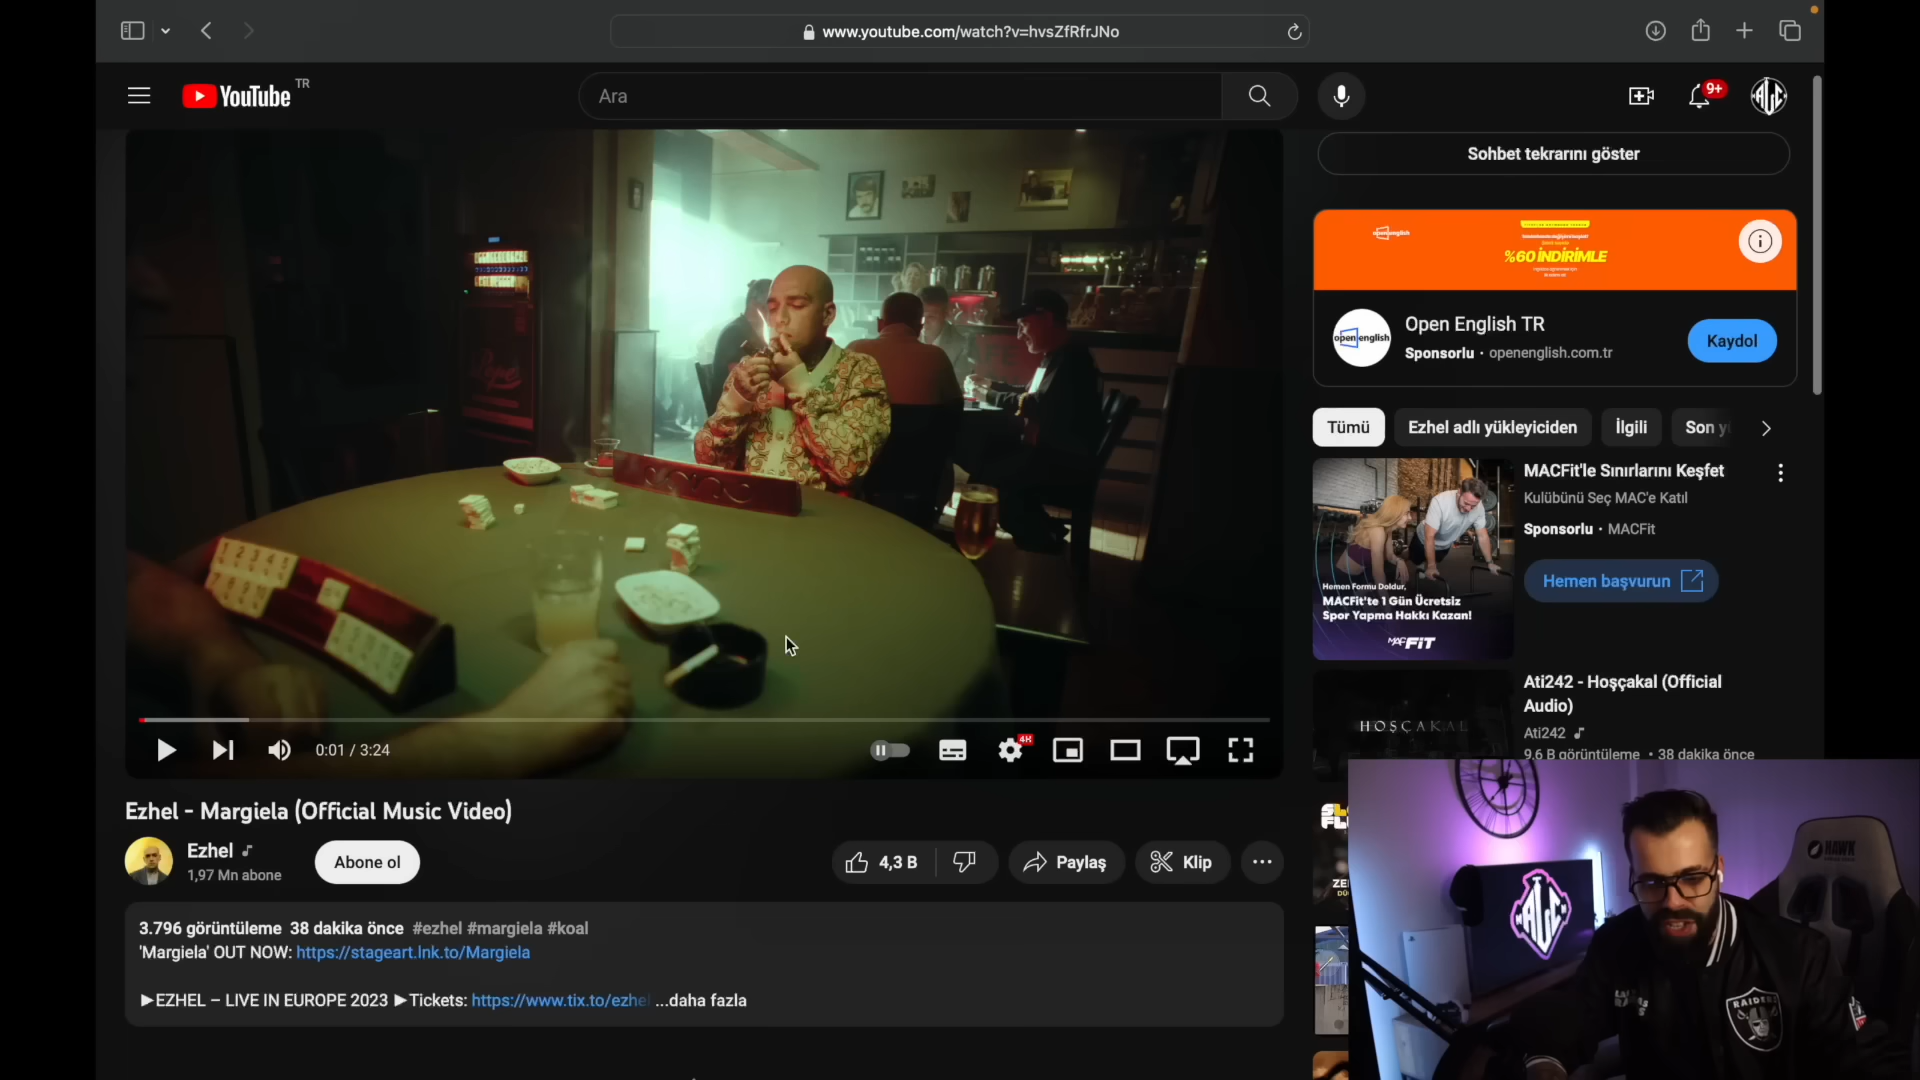 www.youtube.com/watch?v=hvsZfRfrJNo
YouTube TR
Ara
9+
Sohbet tekrarını göster
openenglish
%60 İNDİRİMLE
openenglish
Open English TR
Sponsorlu · openenglish.com.tr
Kaydol
Tümü
Ezhel adlı yükleyiciden
İlgili
Son
MACFit'le Sınırlarını Keşfet
Kulübünü Seç MAC'e Katıl
Sponsorlu · MACFit
Hemen başvurun
Hemen Formu Doldur,
MACFit'te 1 Gün Ücretsiz
Spor Yapma Hakkı Kazan!
MACFIT
Ati242 - Hoşçakal (Official
Audio)
Ati242
9,6 B görüntüleme · 38 dakika önce
HOŞÇAKAL
0:01 / 3:24
4K
Ezhel - Margiela (Official Music Video)
Ezhel
1,97 Mn abone
Abone ol
4,3 B
Paylaş
Klip
3.796 görüntüleme 38 dakika önce #ezhel #margiela #koal
'Margiela' OUT NOW: https://stageart.lnk.to/Margiela
►EZHEL – LIVE IN EUROPE 2023 ►Tickets: https://www.tix.to/ezhe ...daha fazla
HAWK
RAIDERS